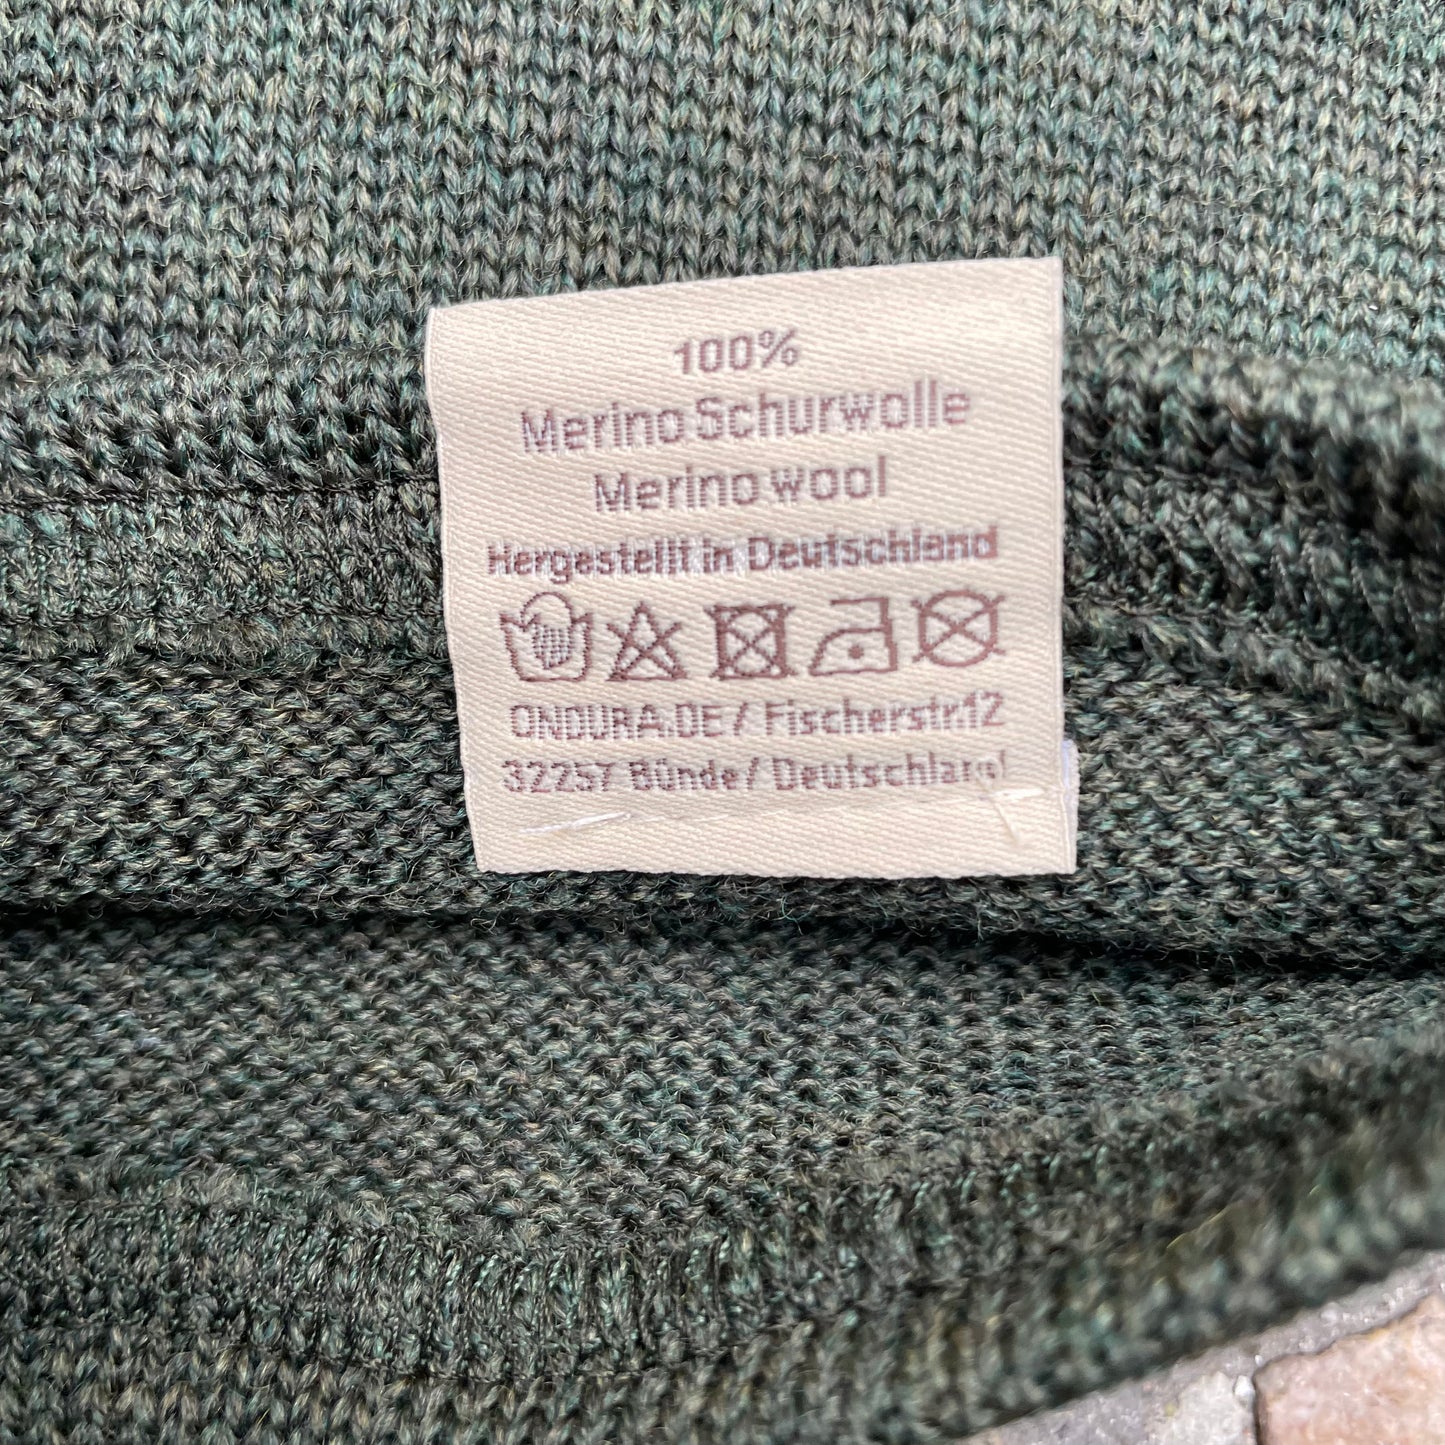 100%
Merino Schurwolle
Merino wool
Hergestellt in Deutschland
ONDURA.DE / Fischerstr.12
32257 Bünde / Deutschland